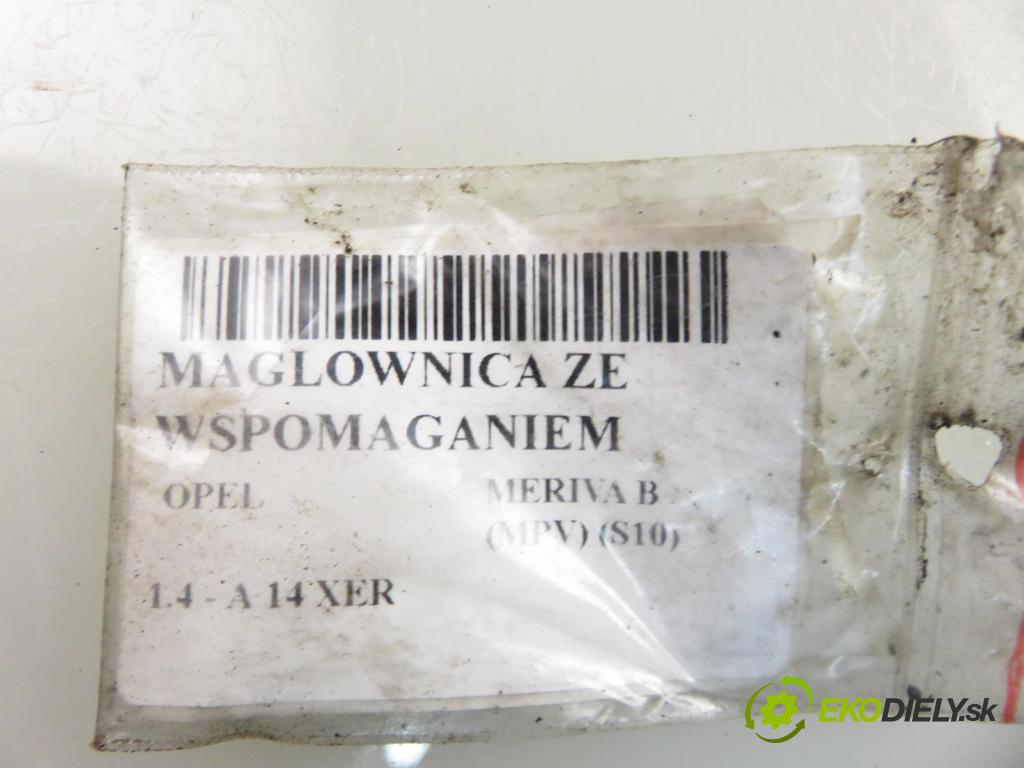 MAGLOWNICA ZE
WSPOMAGANIEM
OPEL MERIVA B
(MPV) (S10)
1.4 - A 14 XER
EKODIELY.sk